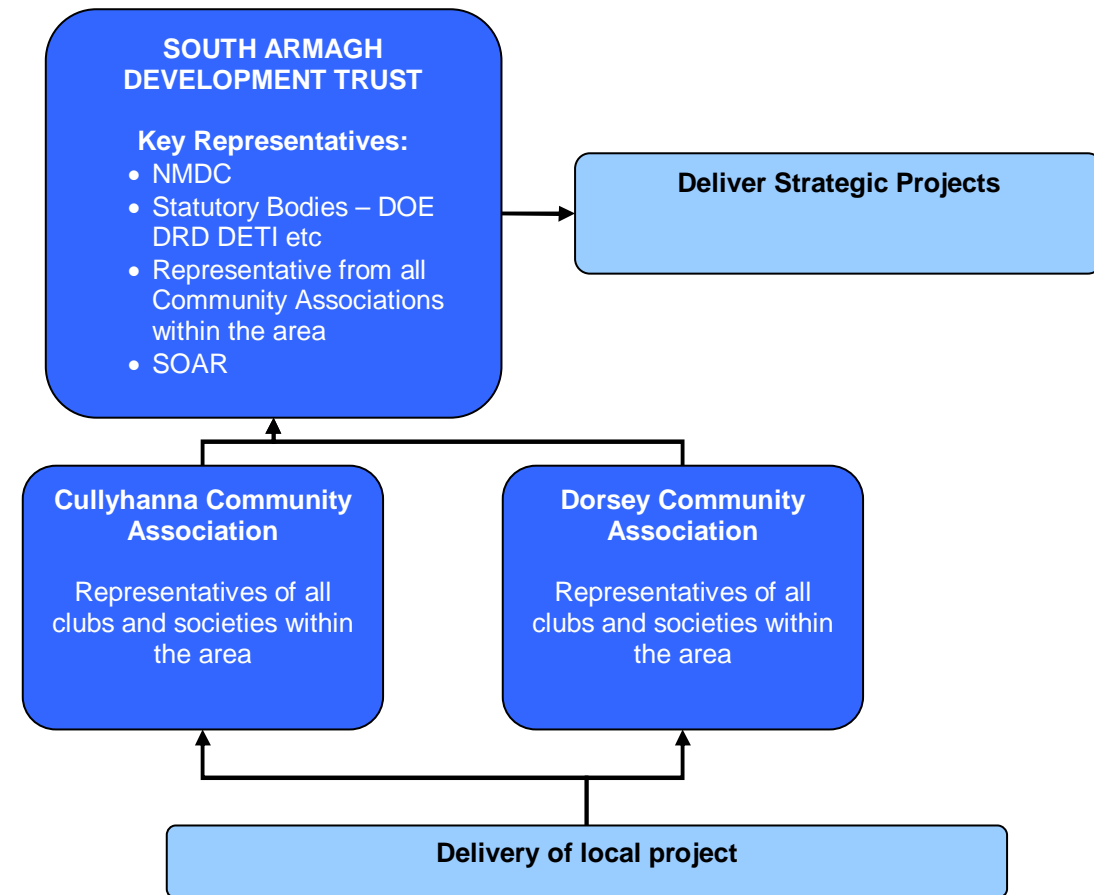 SOUTH ARMAGH
DEVELOPMENT TRUST
Key Representatives:
• NMDC
• Statutory Bodies – DOE
DRD DETI etc
• Representative from all
Community Associations
within the area
• SOAR
Deliver Strategic Projects
Cullyhanna Community
Association
Representatives of all
clubs and societies within
the area
Dorsey Community
Association
Representatives of all
clubs and societies within
the area
Delivery of local project